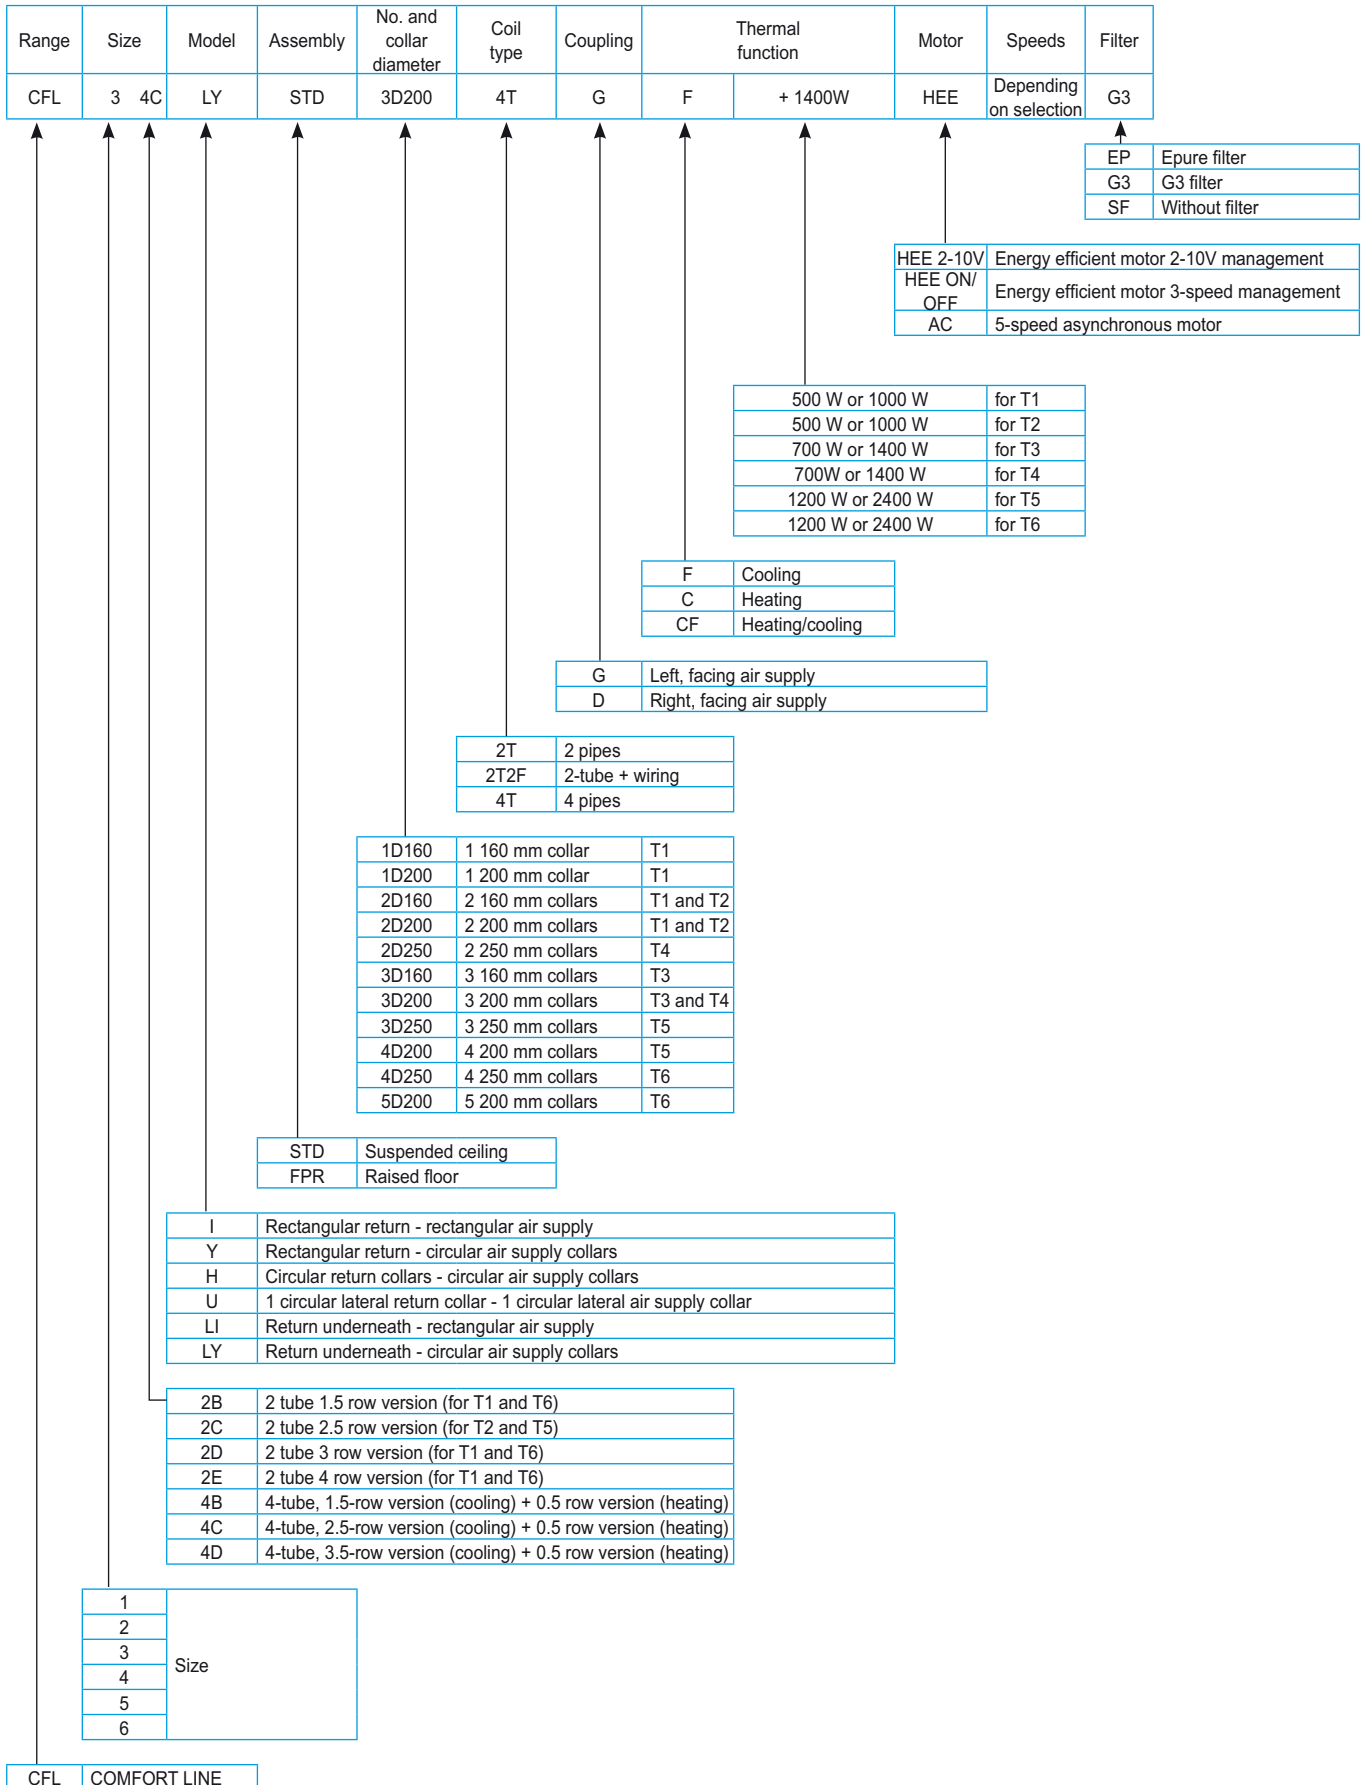 Range Size Model Assembly No. and collar diameter Coil type Coupling Thermal function Motor Speeds Filter
CFL 3 4C LY STD 3D200 4T G F + 1400W HEE Depending on selection G3
EP Epure filter
G3 G3 filter
SF Without filter
HEE 2-10V Energy efficient motor 2-10V management
HEE ON/OFF Energy efficient motor 3-speed management
AC 5-speed asynchronous motor
500 W or 1000 W for T1
500 W or 1000 W for T2
700 W or 1400 W for T3
700W or 1400 W for T4
1200 W or 2400 W for T5
1200 W or 2400 W for T6
F Cooling
C Heating
CF Heating/cooling
G Left, facing air supply
D Right, facing air supply
2T 2 pipes
2T2F 2-tube + wiring
4T 4 pipes
1D160 1 160 mm collar T1
1D200 1 200 mm collar T1
2D160 2 160 mm collars T1 and T2
2D200 2 200 mm collars T1 and T2
2D250 2 250 mm collars T4
3D160 3 160 mm collars T3
3D200 3 200 mm collars T3 and T4
3D250 3 250 mm collars T5
4D200 4 200 mm collars T5
4D250 4 250 mm collars T6
5D200 5 200 mm collars T6
STD Suspended ceiling
FPR Raised floor
I Rectangular return - rectangular air supply
Y Rectangular return - circular air supply collars
H Circular return collars - circular air supply collars
U 1 circular lateral return collar - 1 circular lateral air supply collar
LI Return underneath - rectangular air supply
LY Return underneath - circular air supply collars
2B 2 tube 1.5 row version (for T1 and T6)
2C 2 tube 2.5 row version (for T2 and T5)
2D 2 tube 3 row version (for T1 and T6)
2E 2 tube 4 row version (for T1 and T6)
4B 4-tube, 1.5-row version (cooling) + 0.5 row version (heating)
4C 4-tube, 2.5-row version (cooling) + 0.5 row version (heating)
4D 4-tube, 3.5-row version (cooling) + 0.5 row version (heating)
1
2
3
Size
4
5
6
CFL COMFORT LINE